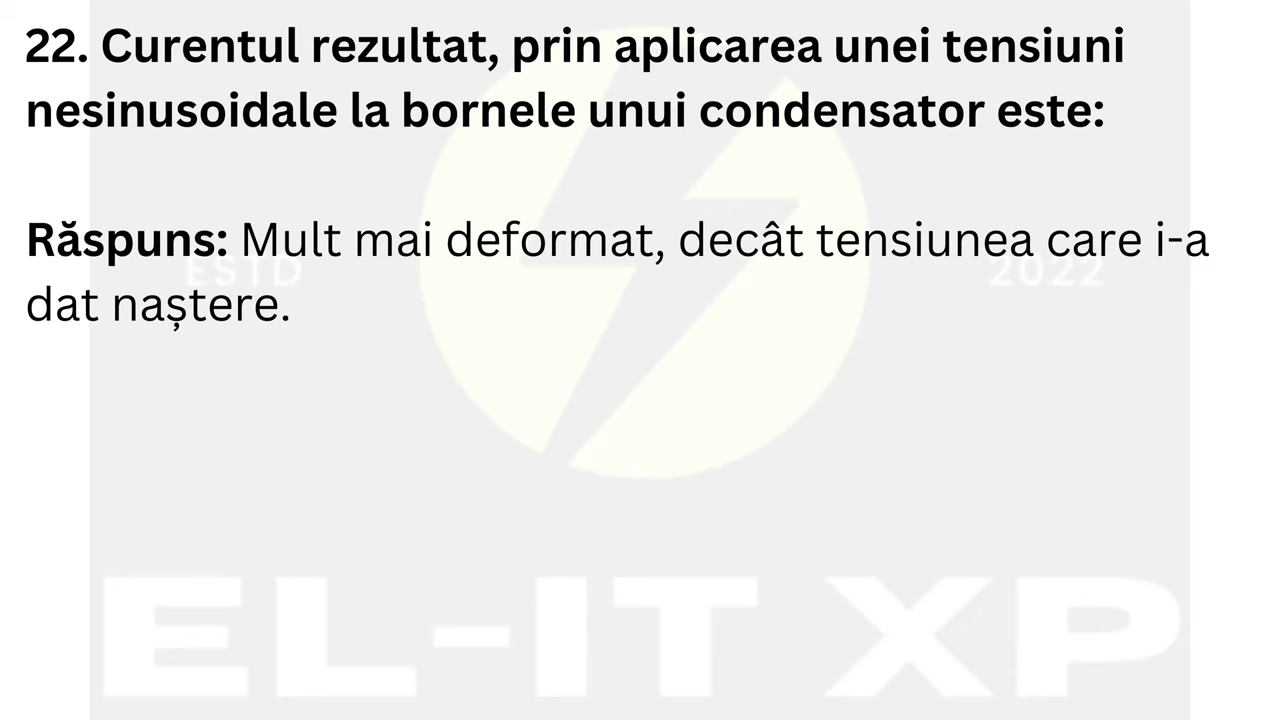 22. Curentul rezultat, prin aplicarea unei tensiuni
nesinusoidale la bornele unui condensator este:
Răspuns: Mult mai deformat, decât tensiunea care i-a
dat naștere.
ESTD 2022
EL-IT XP